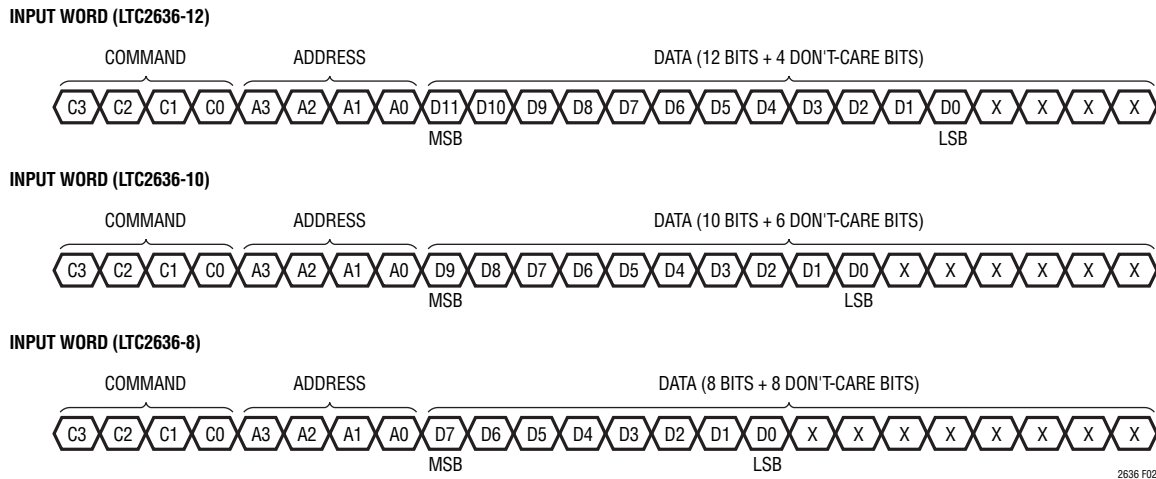 INPUT WORD (LTC2636-12)
COMMAND ADDRESS DATA (12 BITS + 4 DON'T-CARE BITS)
C3 C2 C1 C0 A3 A2 A1 A0 D11 D10 D9 D8 D7 D6 D5 D4 D3 D2 D1 D0 X X X X
MSB LSB
INPUT WORD (LTC2636-10)
COMMAND ADDRESS DATA (10 BITS + 6 DON'T-CARE BITS)
C3 C2 C1 C0 A3 A2 A1 A0 D9 D8 D7 D6 D5 D4 D3 D2 D1 D0 X X X X X X
MSB LSB
INPUT WORD (LTC2636-8)
COMMAND ADDRESS DATA (8 BITS + 8 DON'T-CARE BITS)
C3 C2 C1 C0 A3 A2 A1 A0 D7 D6 D5 D4 D3 D2 D1 D0 X X X X X X X X
MSB LSB
2636 F02